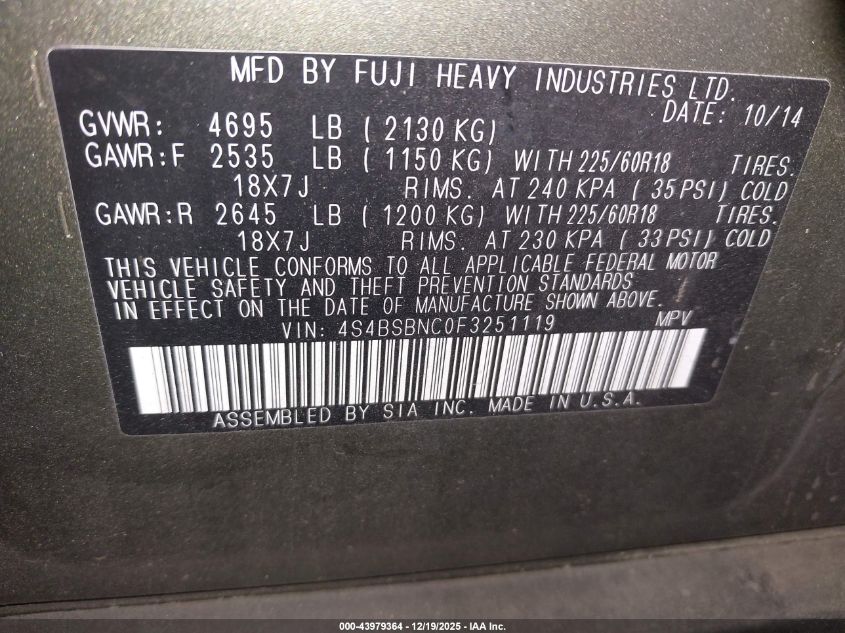 MFD BY FUJI HEAVY INDUSTRIES LTD.
DATE: 10/14
GVWR: 4695 LB ( 2130 KG)
GAWR:F 2535 LB ( 1150 KG) WITH 225/60R18 TIRES.
18X7J RIMS. AT 240 KPA ( 35 PSI) COLD
GAWR:R 2645 LB ( 1200 KG) WITH 225/60R18 TIRES.
18X7J RIMS. AT 230 KPA ( 33 PSI) COLD
THIS VEHICLE CONFORMS TO ALL APPLICABLE FEDERAL MOTOR
VEHICLE SAFETY AND THEFT PREVENTION STANDARDS
IN EFFECT ON THE DATE OF MANUFACTURE SHOWN ABOVE.
VIN: 4S4BSBNC0F3251119 MPV
ASSEMBLED BY SIA INC. MADE IN U.S.A.
000-43979364 - 12/19/2025 - IAA Inc.